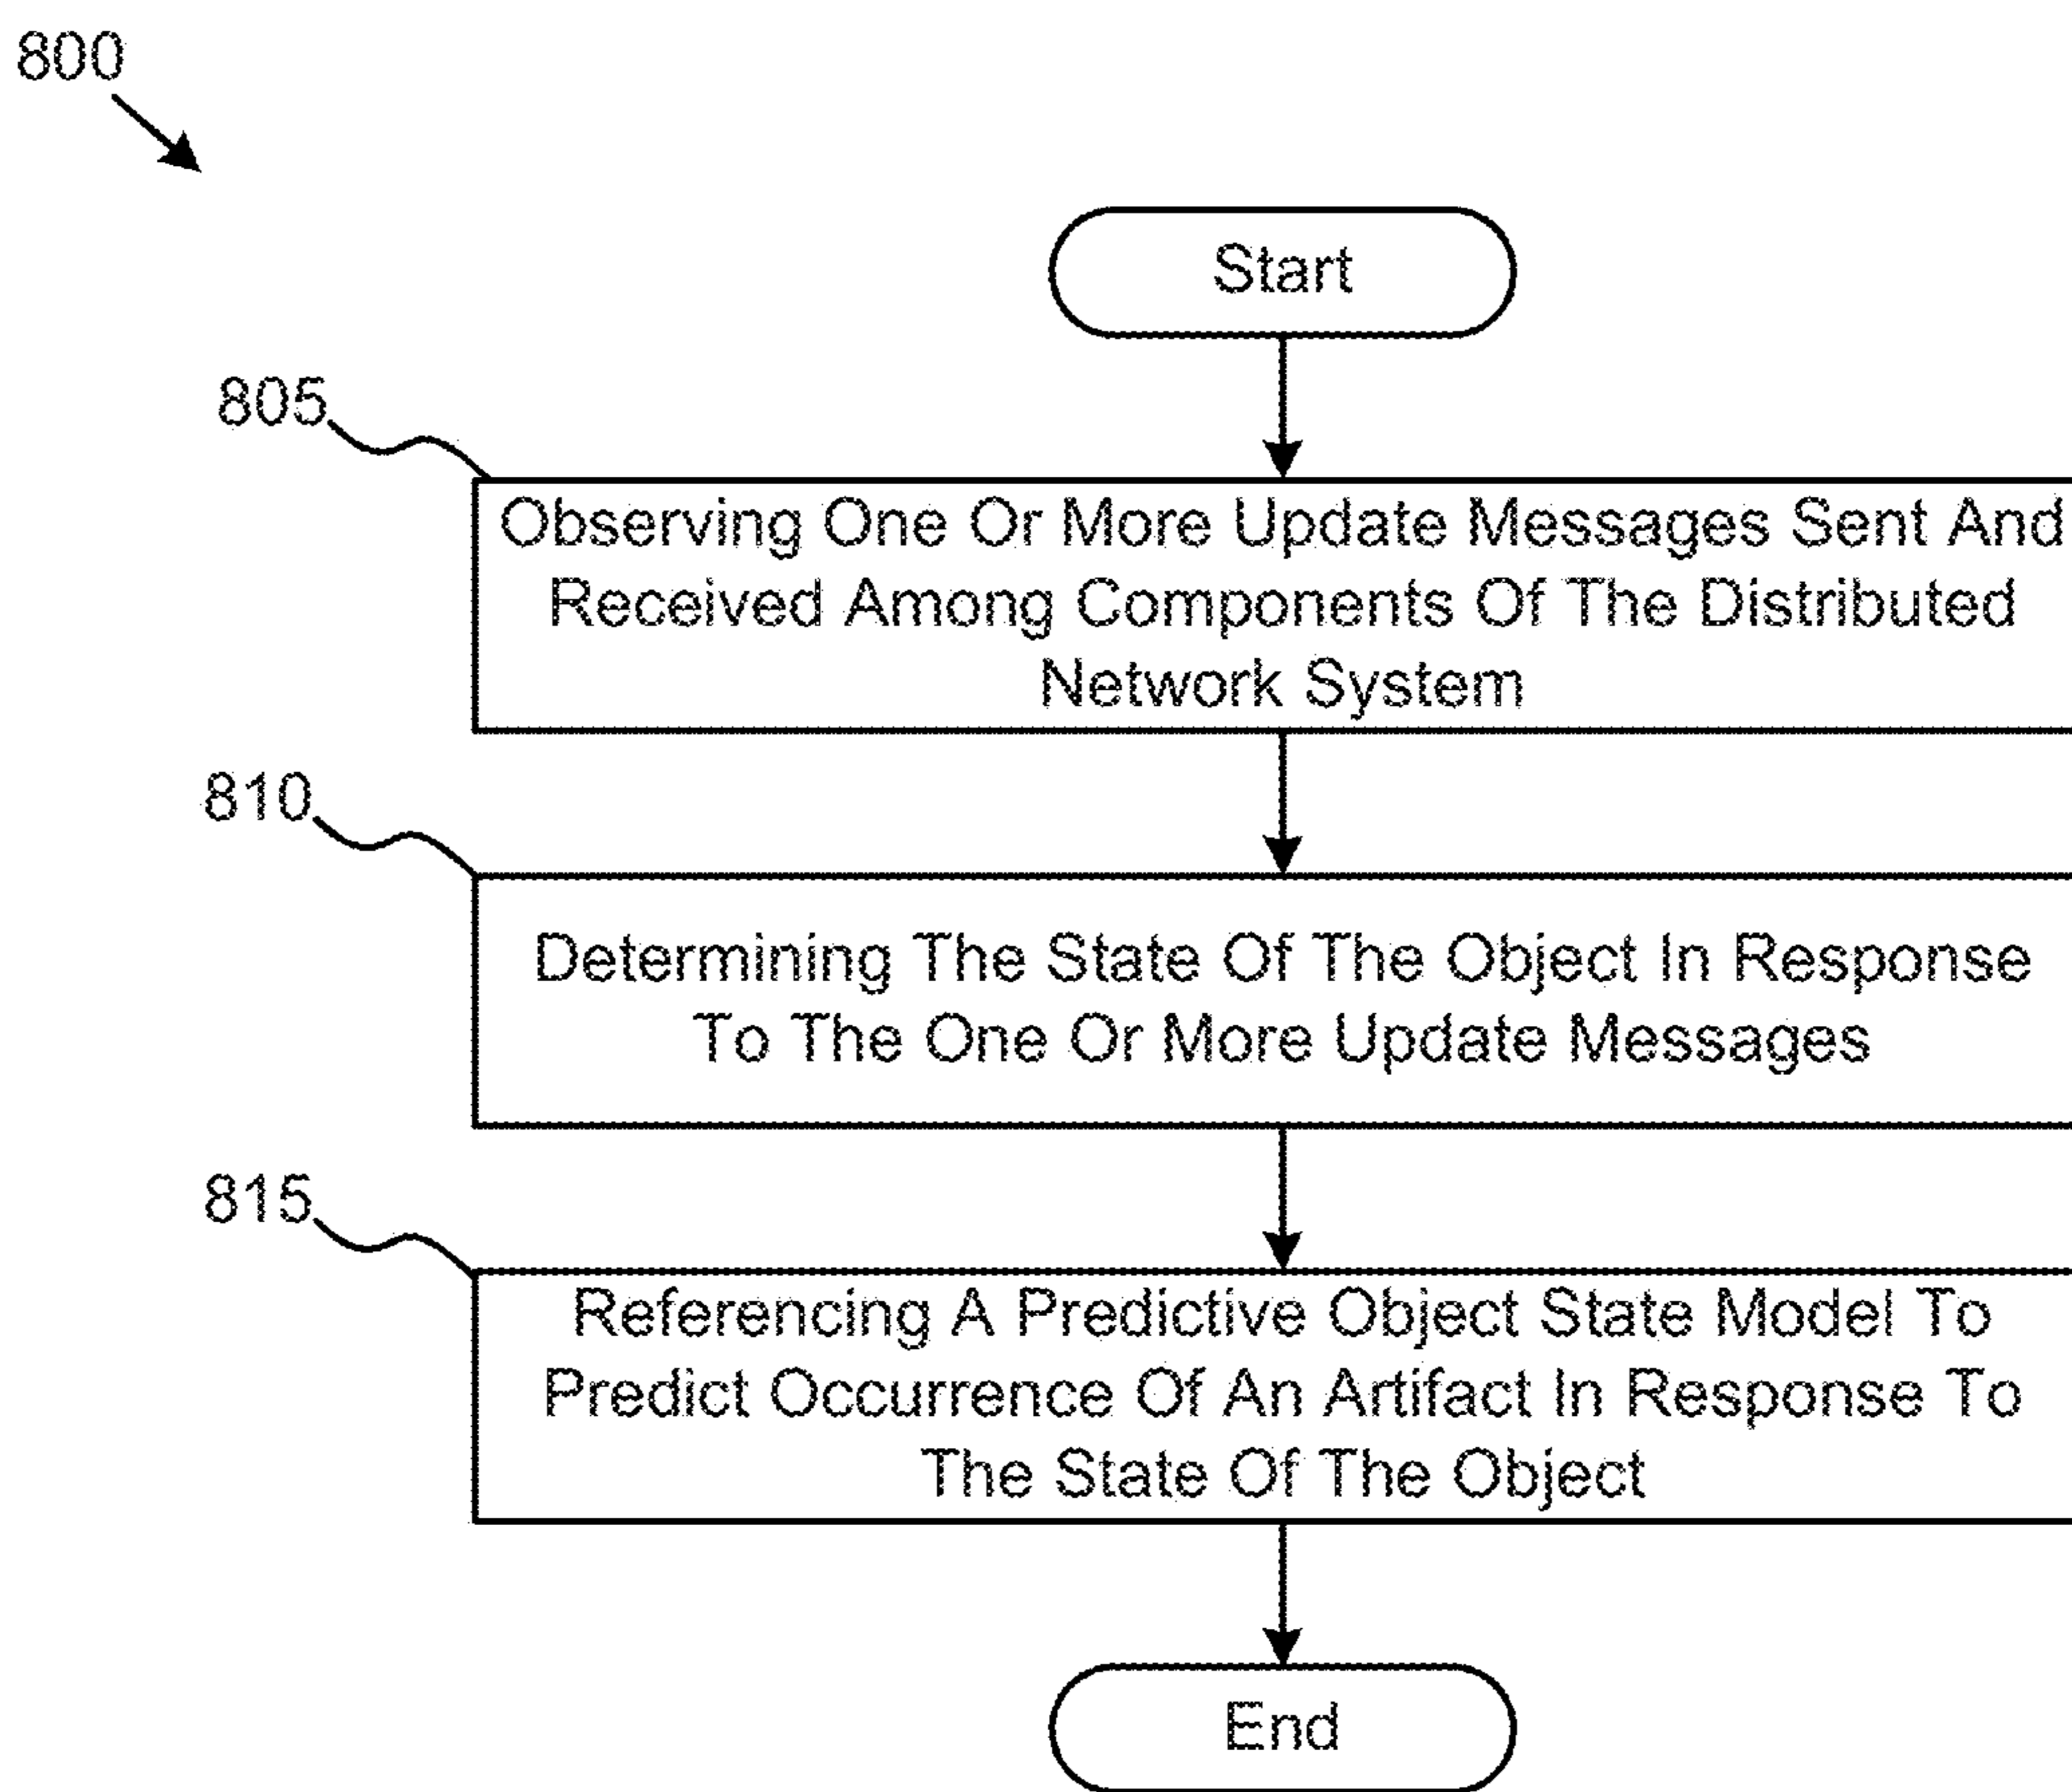 800
Start
805
Observing One Or More Update Messages Sent And
Received Among Components Of The Distributed
Network System
810
Determining The State Of The Object In Response
To The One Or More Update Messages
815
Referencing A Predictive Object State Model To
Predict Occurrence Of An Artifact In Response To
The State Of The Object
End